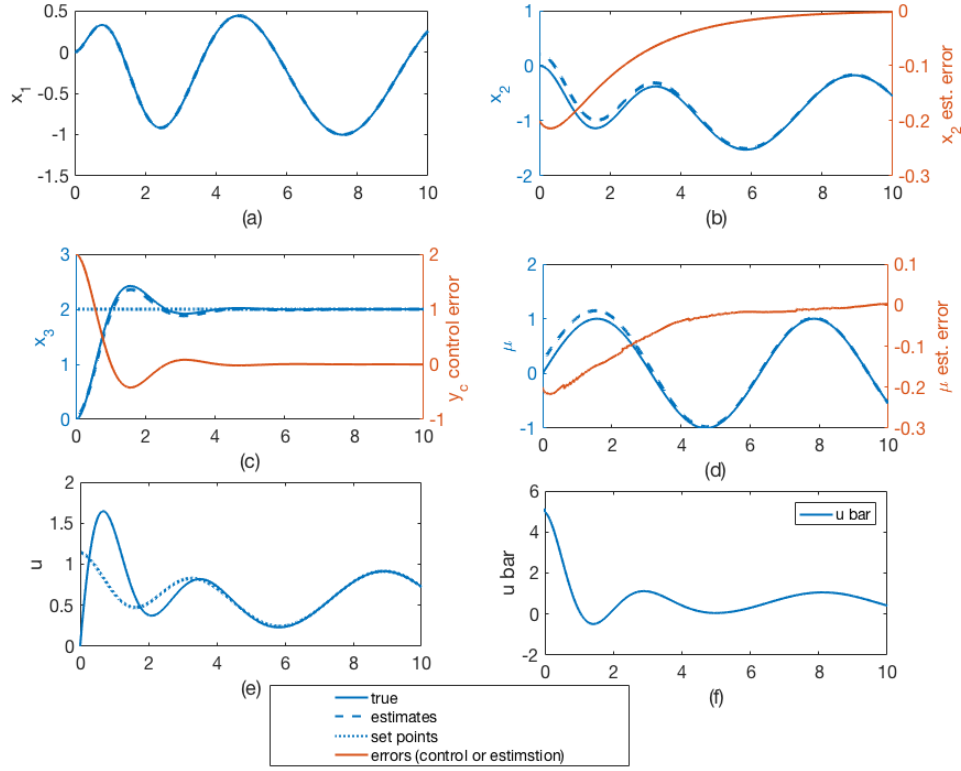 0.5
0
-0.5
-1
-1.5
x1
0 2 4 6 8 10
(a)
1
0
-1
-2
x2
0
-0.1
-0.2
-0.3
x2 est. error
0 2 4 6 8 10
(b)
3
2
1
0
x3
2
1
0
-1
yc control error
0 2 4 6 8 10
(c)
2
1
0
-1
μ
0.1
0
-0.1
-0.2
-0.3
μ est. error
0 2 4 6 8 10
(d)
2
1.5
1
0.5
0
u
0 2 4 6 8 10
(e)
6
4
2
0
-2
u bar
u bar
0 2 4 6 8 10
(f)
true
estimates
set points
errors (control or estimstion)